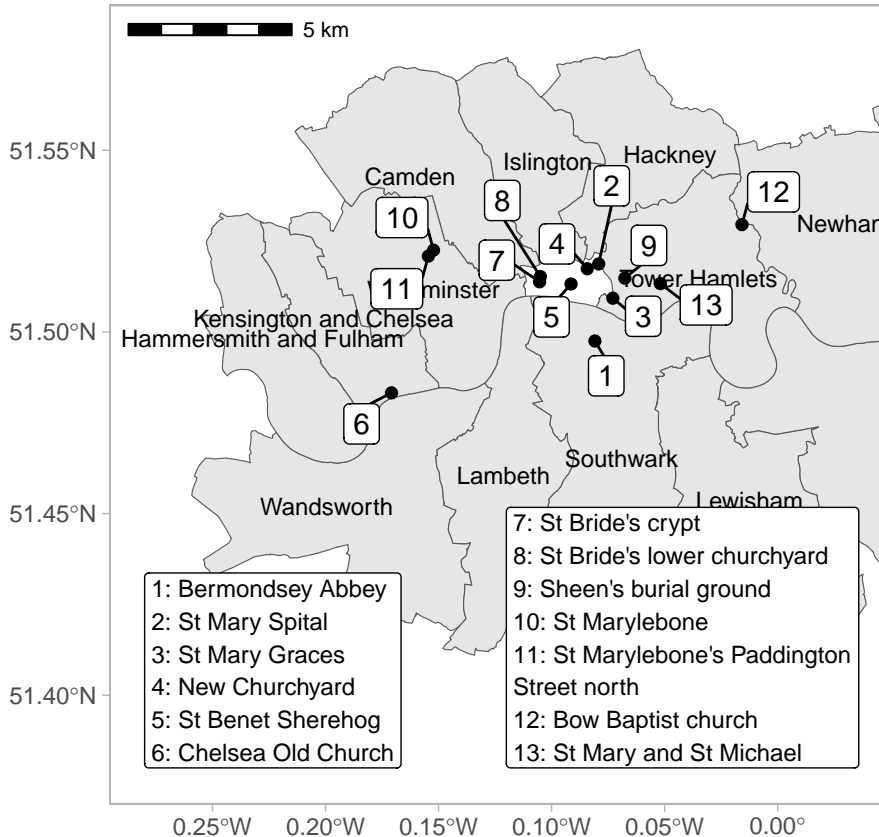 5 km
51.55°N
51.50°N
51.45°N
51.40°N
Hackney
Islington
Camden
2
12
8
10
Newham
4
9
7
Tower Hamlets
11
minster
13
5
3
Kensington and Chelsea
Hammersmith and Fulham
1
6
Southwark
Lambeth
Wandsworth
Lewisham
1: Bermondsey Abbey
2: St Mary Spital
3: St Mary Graces
4: New Churchyard
5: St Benet Sherehog
6: Chelsea Old Church
7: St Bride's crypt
8: St Bride's lower churchyard
9: Sheen's burial ground
10: St Marylebone
11: St Marylebone's Paddington
Street north
12: Bow Baptist church
13: St Mary and St Michael
0.25°W
0.20°W
0.15°W
0.10°W
0.05°W
0.00°